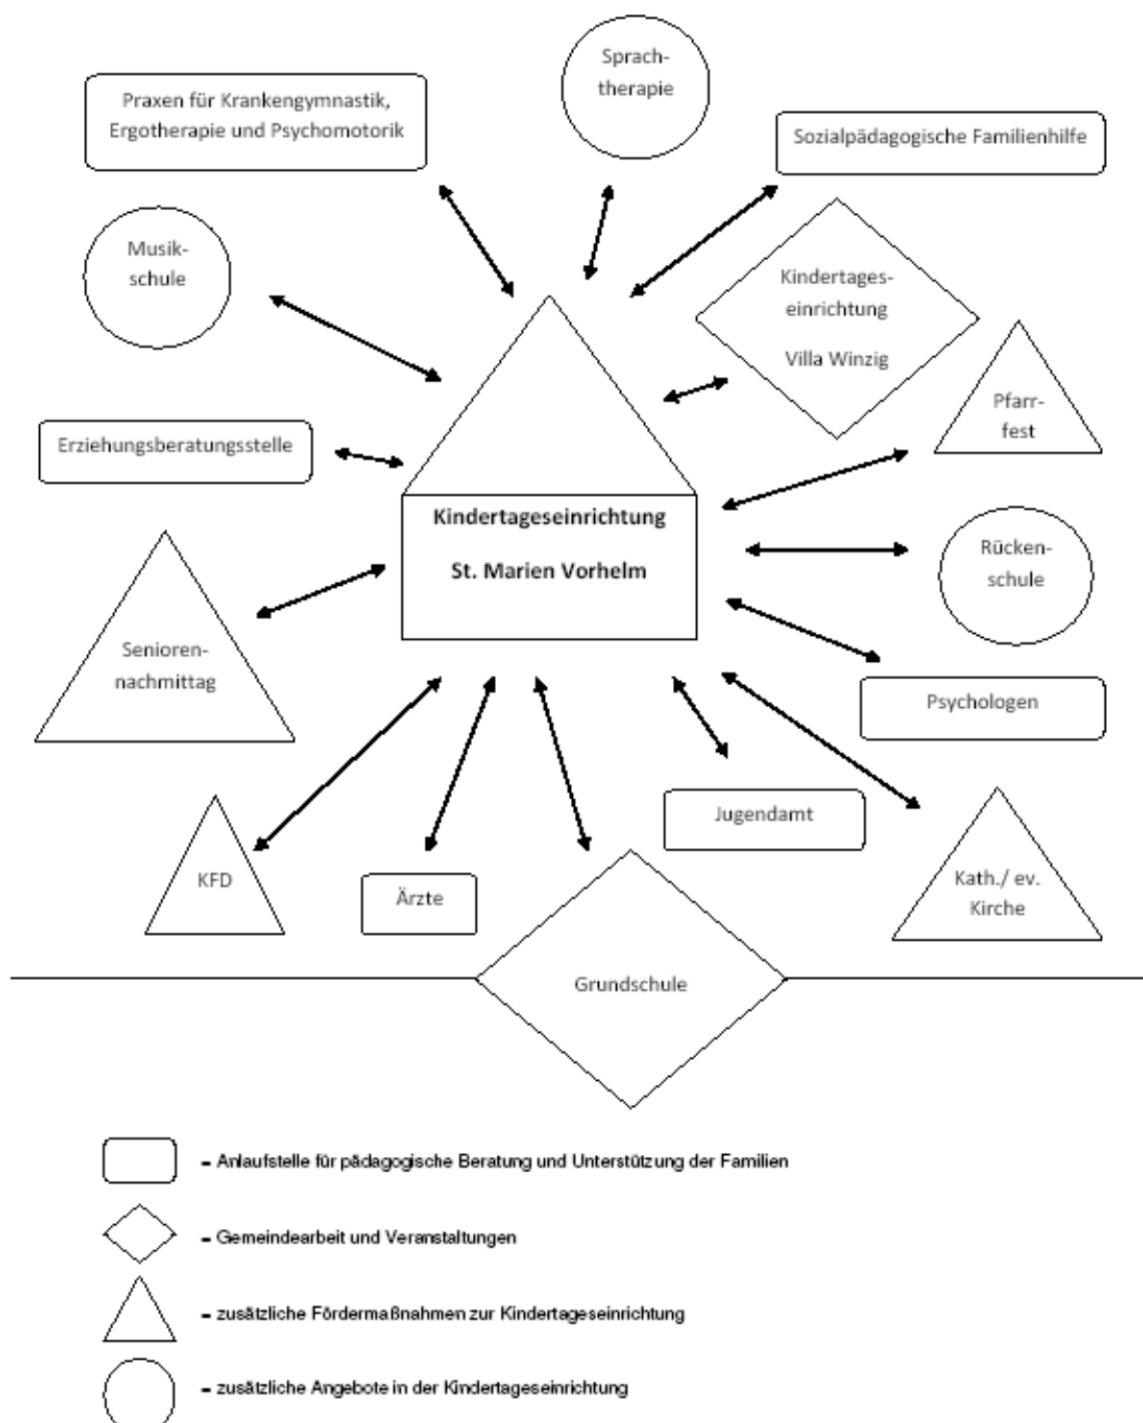 Sprach-
therapie
Praxen für Krankengymnastik,
Ergotherapie und Psychomotorik
Sozialpädagogische Familienhilfe
Musik-
schule
Kindertages-
einrichtung
Villa Winzig
Pfarr-
fest
Erziehungsberatungsstelle
Kindertageseinrichtung
St. Marien Vorhelm
Rücken-
schule
Senioren-
nachmittag
Psychologen
Jugendamt
KFD
Ärzte
Kath./ ev.
Kirche
Grundschule
= Anlaufstelle für pädagogische Beratung und Unterstützung der Familien
= Gemeindearbeit und Veranstaltungen
= zusätzliche Fördermaßnahmen zur Kindertageseinrichtung
= zusätzliche Angebote in der Kindertageseinrichtung